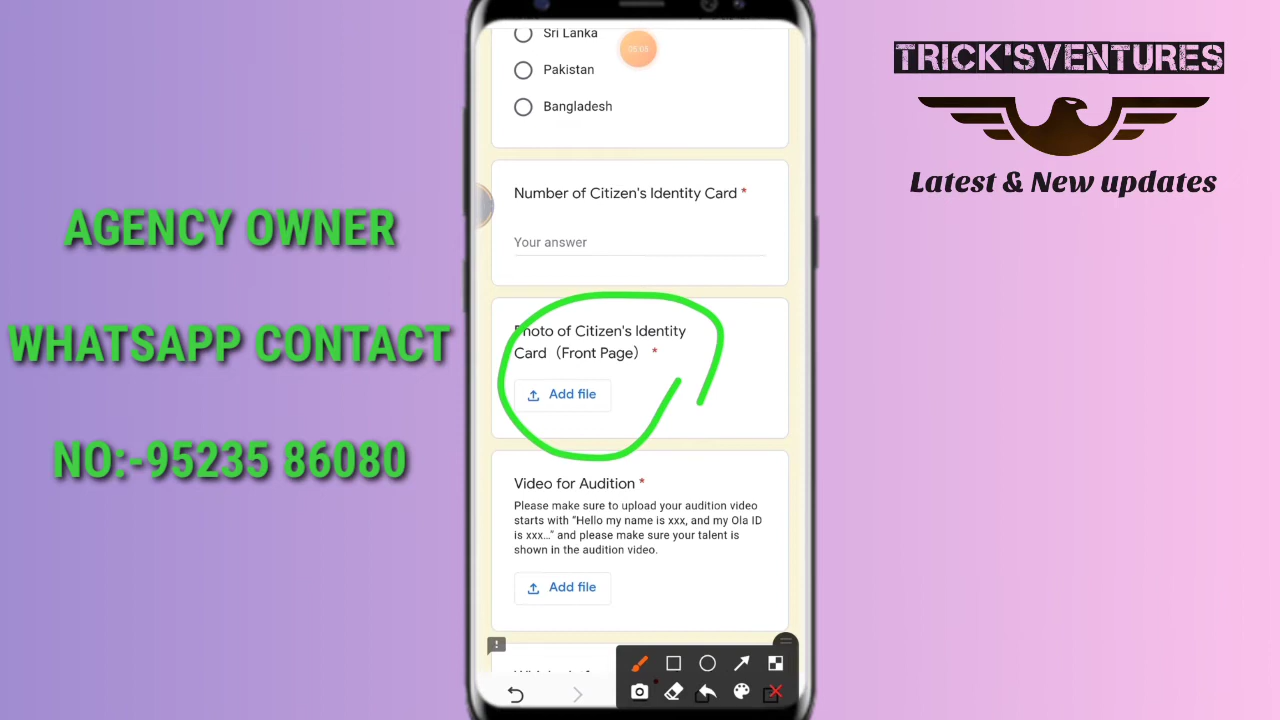 AGENCY OWNER
WHATSAPP CONTACT
NO:-95235 86080
Sri Lanka
Pakistan
Bangladesh
Number of Citizen's Identity Card *
Your answer
Photo of Citizen's Identity
Card (Front Page) *
Add file
Video for Audition *
Please make sure to upload your audition video
starts with “Hello my name is xxx, and my Ola ID
is xxx...” and please make sure your talent is
shown in the audition video.
Add file
TRICK'SVENTURES
Latest & New updates